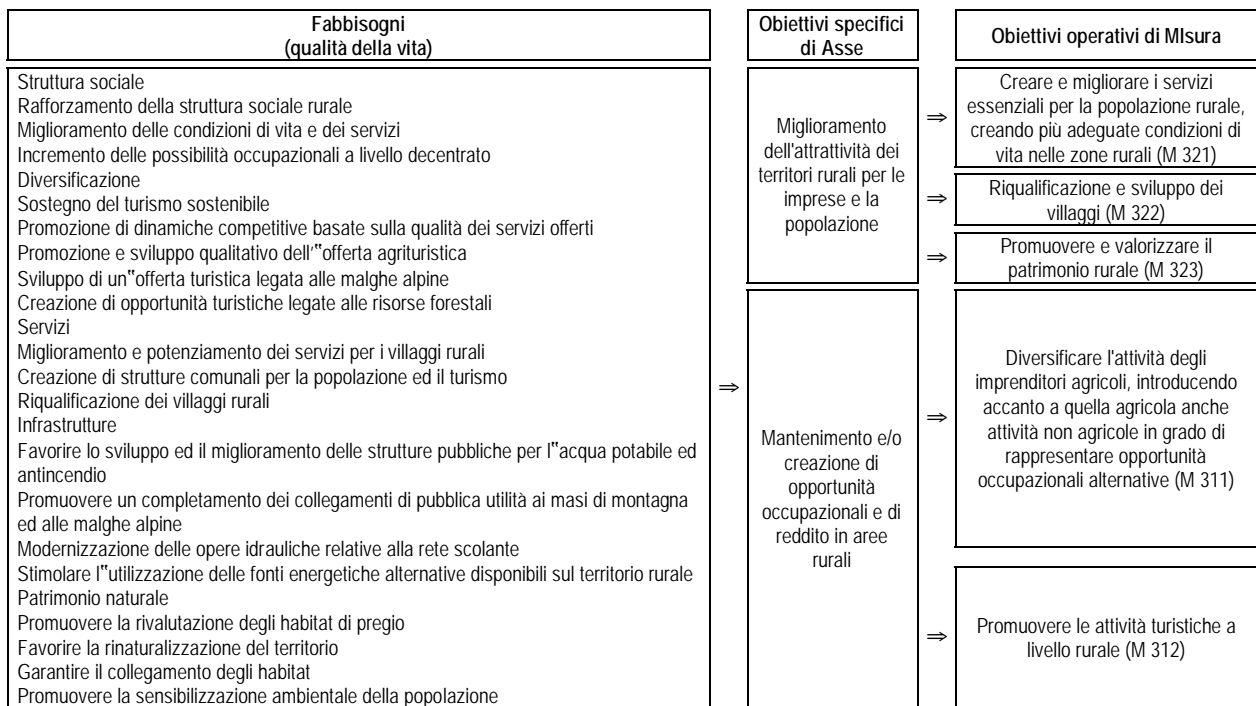 Fabbisogni
(qualità della vita)
Struttura sociale
Rafforzamento della struttura sociale rurale
Miglioramento delle condizioni di vita e dei servizi
Incremento delle possibilità occupazionali a livello decentrato
Diversificazione
Sostegno del turismo sostenibile
Promozione di dinamiche competitive basate sulla qualità dei servizi offerti
Promozione e sviluppo qualitativo dell'‟offerta agrituristica
Sviluppo di un‟offerta turistica legata alle malghe alpine
Creazione di opportunità turistiche legate alle risorse forestali
Servizi
Miglioramento e potenziamento dei servizi per i villaggi rurali
Creazione di strutture comunali per la popolazione ed il turismo
Riqualificazione dei villaggi rurali
Infrastrutture
Favorire lo sviluppo ed il miglioramento delle strutture pubbliche per l‟acqua potabile ed
antincendio
Promuovere un completamento dei collegamenti di pubblica utilità ai masi di montagna
ed alle malghe alpine
Modernizzazione delle opere idrauliche relative alla rete scolante
Stimolare l‟utilizzazione delle fonti energetiche alternative disponibili sul territorio rurale
Patrimonio naturale
Promuovere la rivalutazione degli habitat di pregio
Favorire la rinaturalizzazione del territorio
Garantire il collegamento degli habitat
Promuovere la sensibilizzazione ambientale della popolazione
⇒
Obiettivi specifici
di Asse
Miglioramento
dell'attrattività dei
territori rurali per le
imprese e la
popolazione
Mantenimento e/o
creazione di
opportunità
occupazionali e di
reddito in aree
rurali
Obiettivi operativi di MIsura
⇒
Creare e migliorare i servizi
essenziali per la popolazione rurale,
creando più adeguate condizioni di
vita nelle zone rurali (M 321)
⇒
Riqualificazione e sviluppo dei
villaggi (M 322)
⇒
Promuovere e valorizzare il
patrimonio rurale (M 323)
⇒
Diversificare l'attività degli
imprenditori agricoli, introducendo
accanto a quella agricola anche
attività non agricole in grado di
rappresentare opportunità
occupazionali alternative (M 311)
⇒
Promuovere le attività turistiche a
livello rurale (M 312)